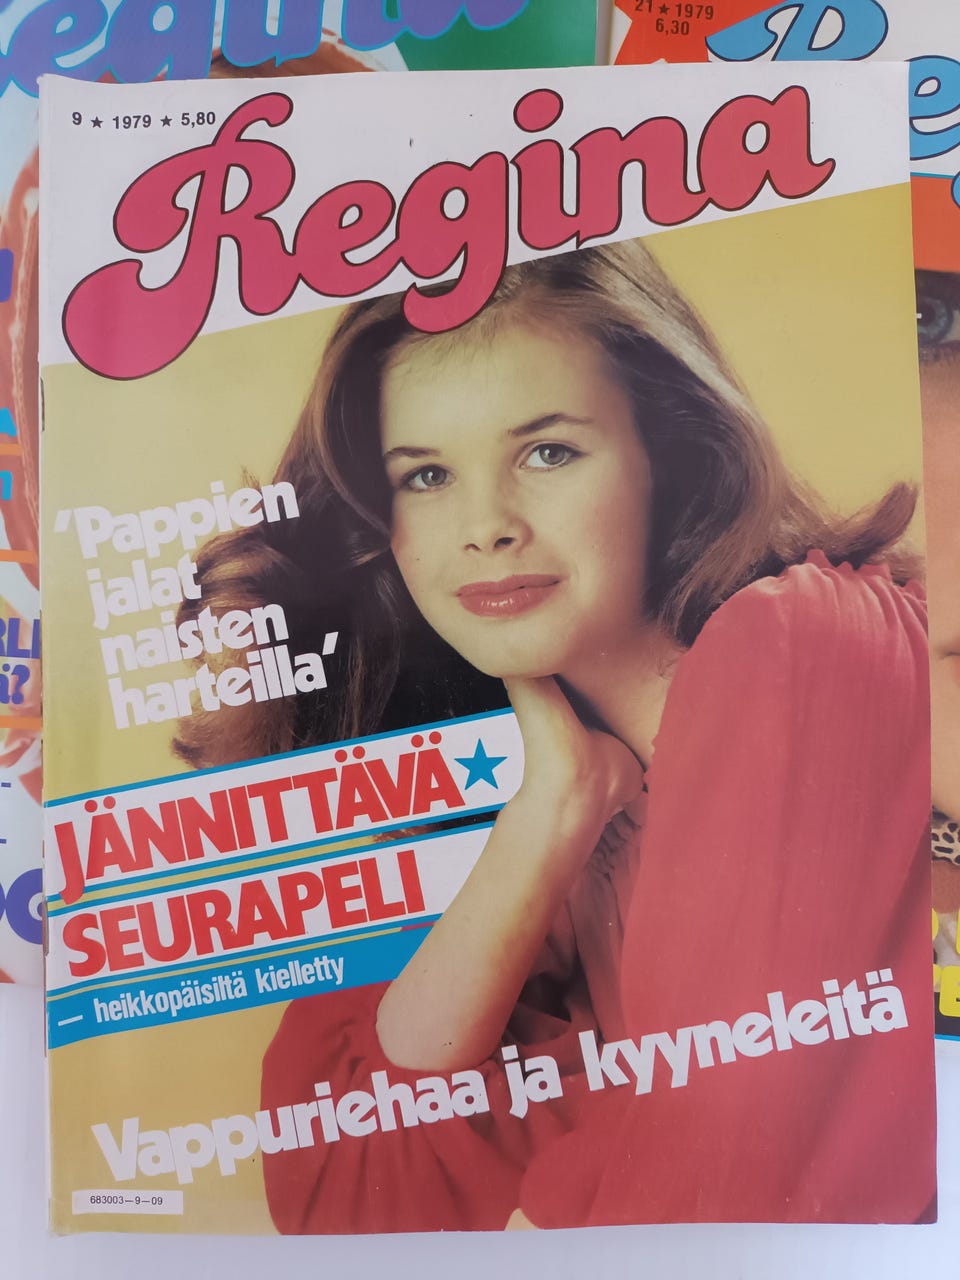 21 ★ 1979
6,30
9 ★ 1979 ★ 5,80
Regina
'Pappien
jalat
naisten
harteilla'
JÄNNITTÄVÄ ★
SEURAPELI
— heikkopäisiltä kielletty
Vappuriehaa ja kyyneleitä
683003—9—09